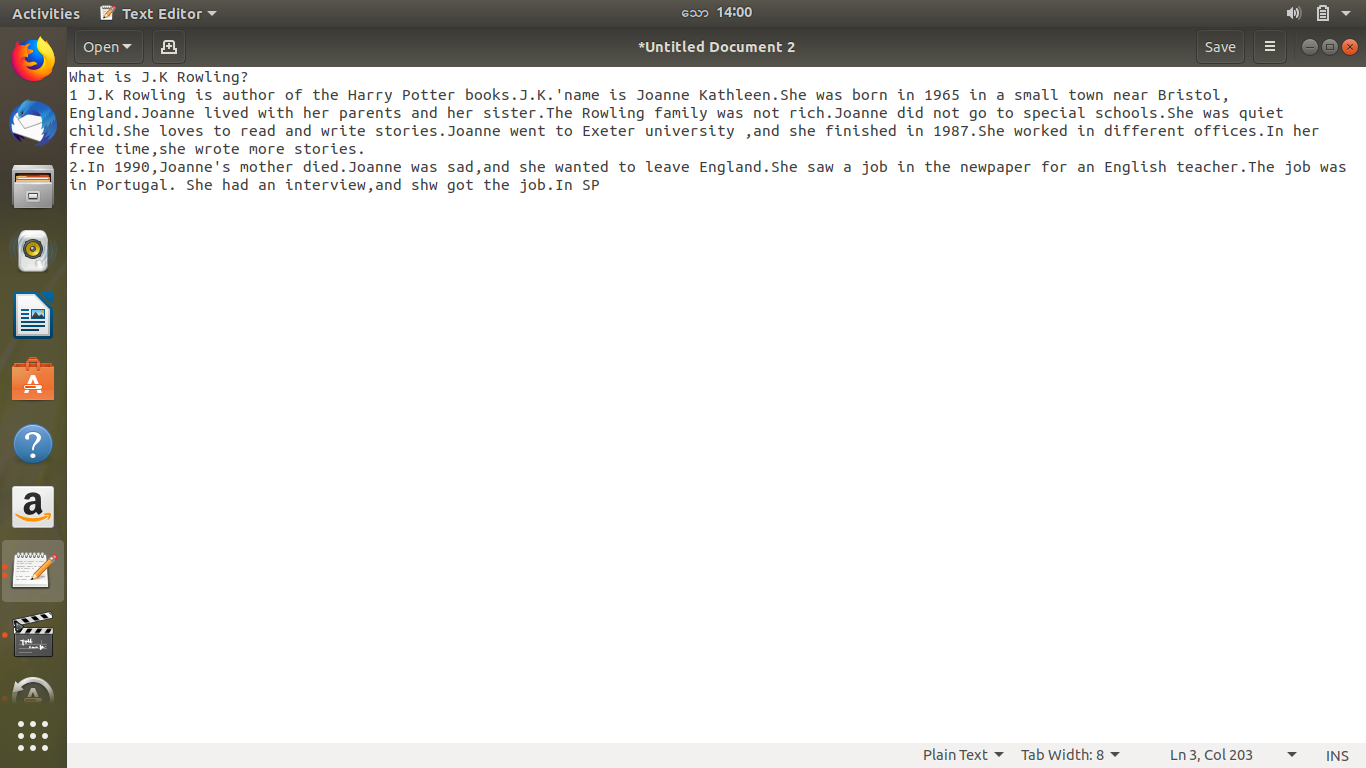 Activities
Text Editor
သော 14:00
Open
*Untitled Document 2
Save
What is J.K Rowling?
1 J.K Rowling is author of the Harry Potter books.J.K.'name is Joanne Kathleen.She was born in 1965 in a small town near Bristol,
England.Joanne lived with her parents and her sister.The Rowling family was not rich.Joanne did not go to special schools.She was quiet
child.She loves to read and write stories.Joanne went to Exeter university ,and she finished in 1987.She worked in different offices.In her
free time,she wrote more stories.
2.In 1990,Joanne's mother died.Joanne was sad,and she wanted to leave England.She saw a job in the newpaper for an English teacher.The job was
in Portugal. She had an interview,and shw got the job.In SP
Plain Text
Tab Width: 8
Ln 3, Col 203
INS